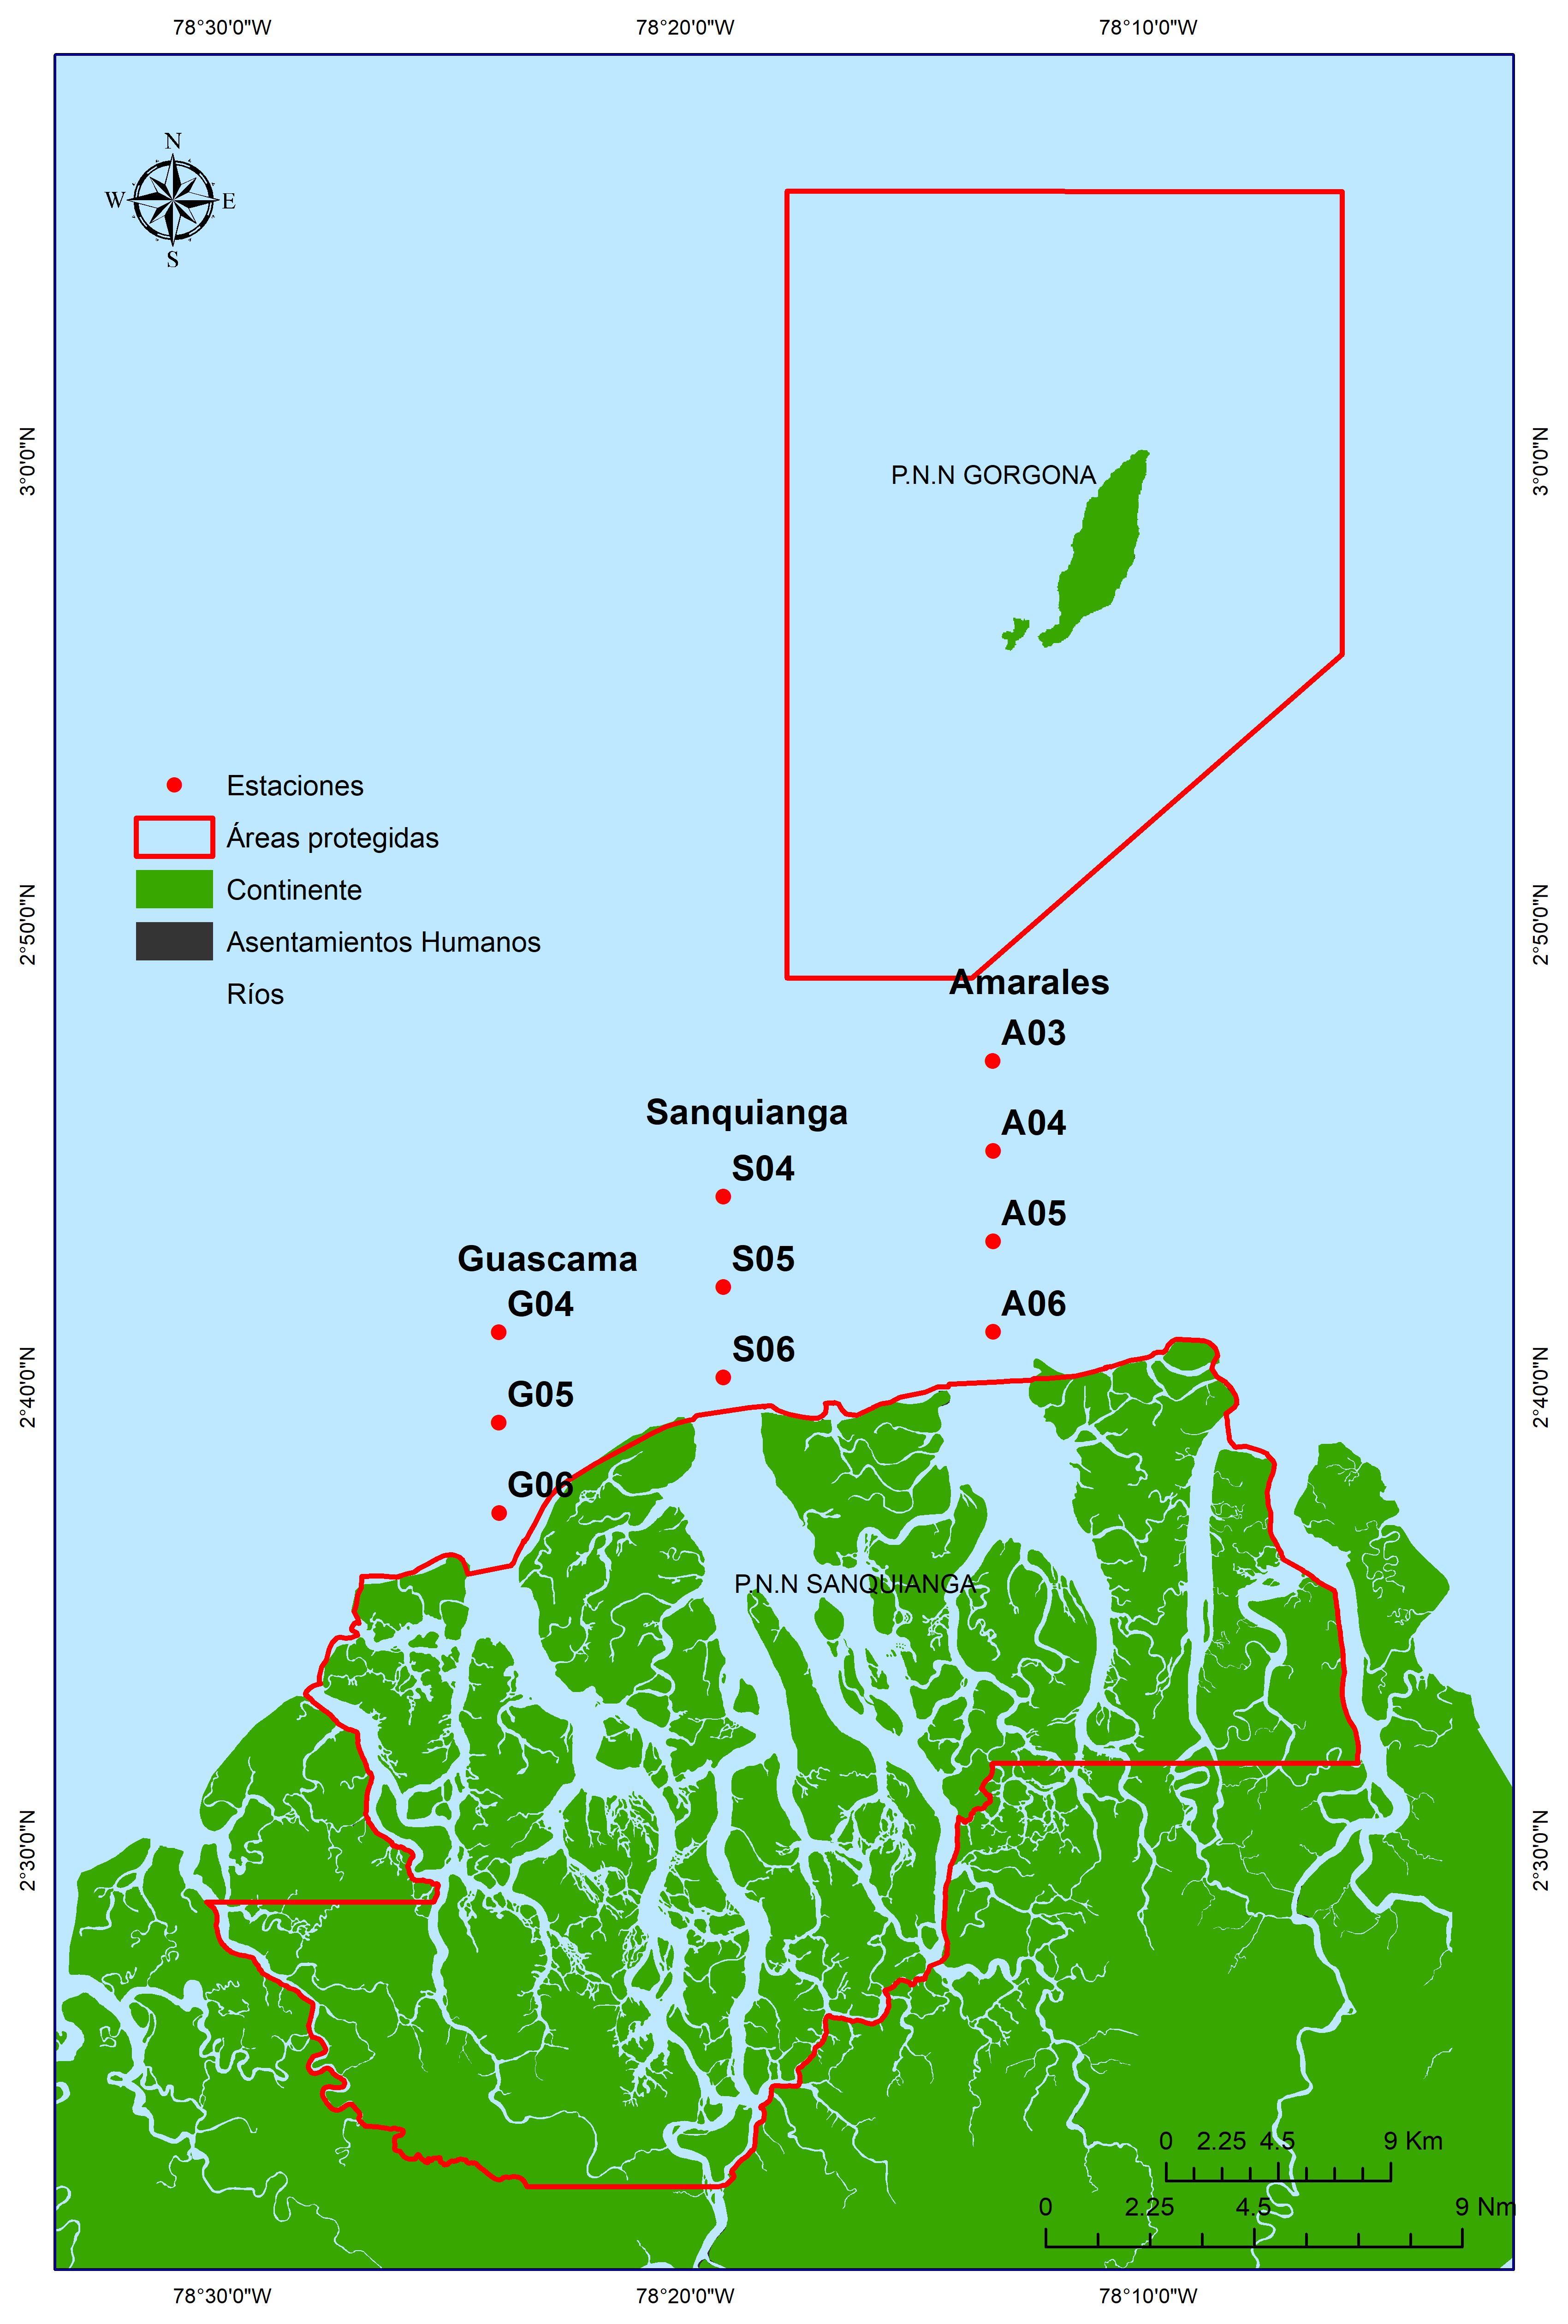 78°30'0"W 78°20'0"W 78°10'0"W
N
W E
S
3°0'0"N 3°0'0"N
P.N.N GORGONA
Estaciones
Áreas protegidas
Continente
Asentamientos Humanos
Ríos
2°50'0"N 2°50'0"N
Amarales
A03
A04
A05
A06
Sanquianga
S04
S05
S06
Guascama
G04
G05
G06
2°40'0"N 2°40'0"N
P.N.N SANQUIANGA
2°30'0"N 2°30'0"N
0 2.25 4.5 9 Km
0 2.25 4.5 9 Nm
78°30'0"W 78°20'0"W 78°10'0"W